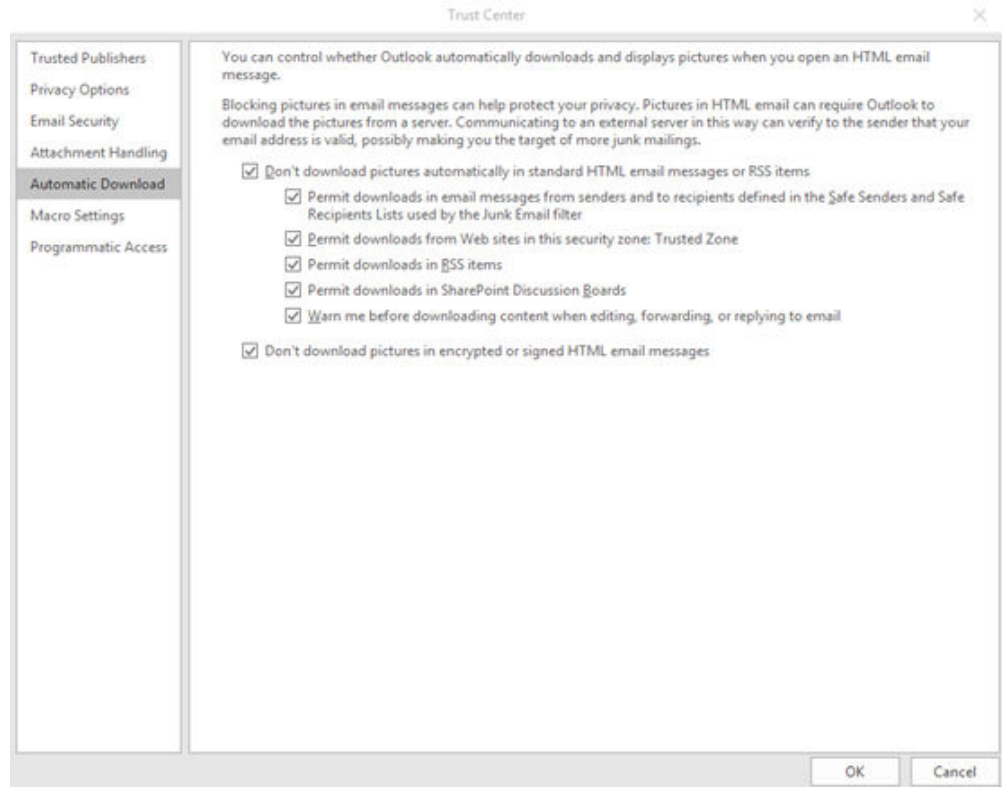 Trust Center
Trusted Publishers
Privacy Options
Email Security
Attachment Handling
Automatic Download
Macro Settings
Programmatic Access
You can control whether Outlook automatically downloads and displays pictures when you open an HTML email
message.
Blocking pictures in email messages can help protect your privacy. Pictures in HTML email can require Outlook to
download the pictures from a server. Communicating to an external server in this way can verify to the sender that your
email address is valid, possibly making you the target of more junk mailings.
Don't download pictures automatically in standard HTML email messages or RSS items
Permit downloads in email messages from senders and to recipients defined in the Safe Senders and Safe
Recipients Lists used by the Junk Email filter
Permit downloads from Web sites in this security zone: Trusted Zone
Permit downloads in RSS items
Permit downloads in SharePoint Discussion Boards
Warn me before downloading content when editing, forwarding, or replying to email
Don't download pictures in encrypted or signed HTML email messages
OK
Cancel